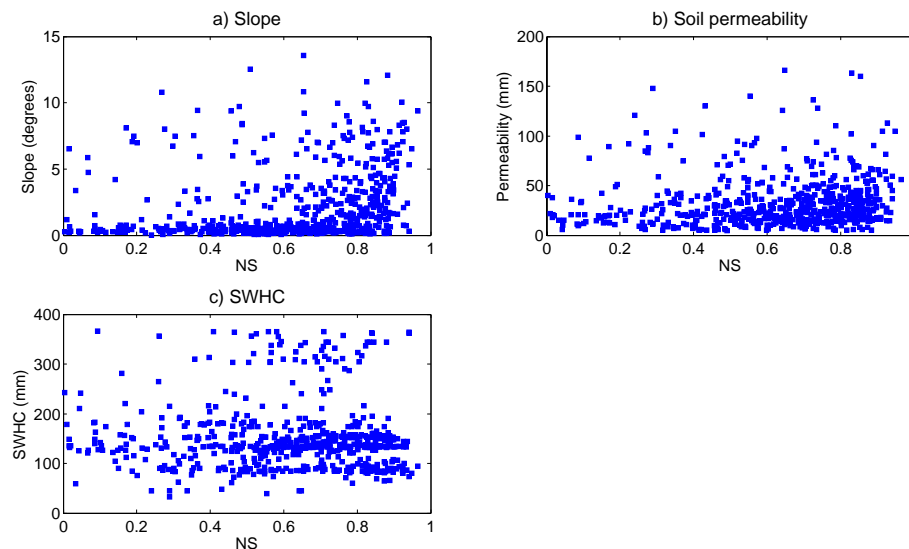 a) Slope
15
10
5
0
Slope (degrees)
0 0.2 0.4 0.6 0.8 1
NS
b) Soil permeability
200
150
100
50
0
Permeability (mm)
0 0.2 0.4 0.6 0.8
NS
c) SWHC
400
300
200
100
0
SWHC (mm)
0 0.2 0.4 0.6 0.8 1
NS